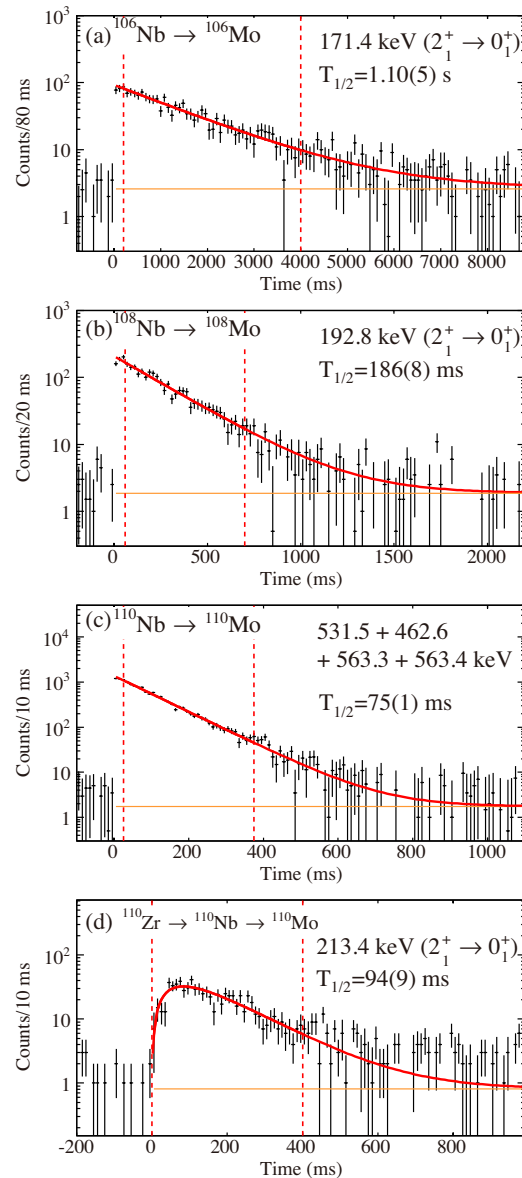 (a) ¹⁰⁶Nb → ¹⁰⁶Mo
171.4 keV (2⁺₁ → 0⁺₁)
T₁/₂=1.10(5) s
Counts/80 ms
10³
10²
10
1
0 1000 2000 3000 4000 5000 6000 7000 8000
Time (ms)
(b) ¹⁰⁸Nb → ¹⁰⁸Mo
192.8 keV (2⁺₁ → 0⁺₁)
T₁/₂=186(8) ms
Counts/20 ms
10³
10²
10
1
0 500 1000 1500 2000
Time (ms)
(c) ¹¹⁰Nb → ¹¹⁰Mo
531.5 + 462.6
+ 563.3 + 563.4 keV
T₁/₂=75(1) ms
Counts/10 ms
10⁴
10³
10²
10
1
0 200 400 600 800 1000
Time (ms)
(d) ¹¹⁰Zr → ¹¹⁰Nb → ¹¹⁰Mo
213.4 keV (2⁺₁ → 0⁺₁)
T₁/₂=94(9) ms
Counts/10 ms
10²
10
1
-200 0 200 400 600 800
Time (ms)